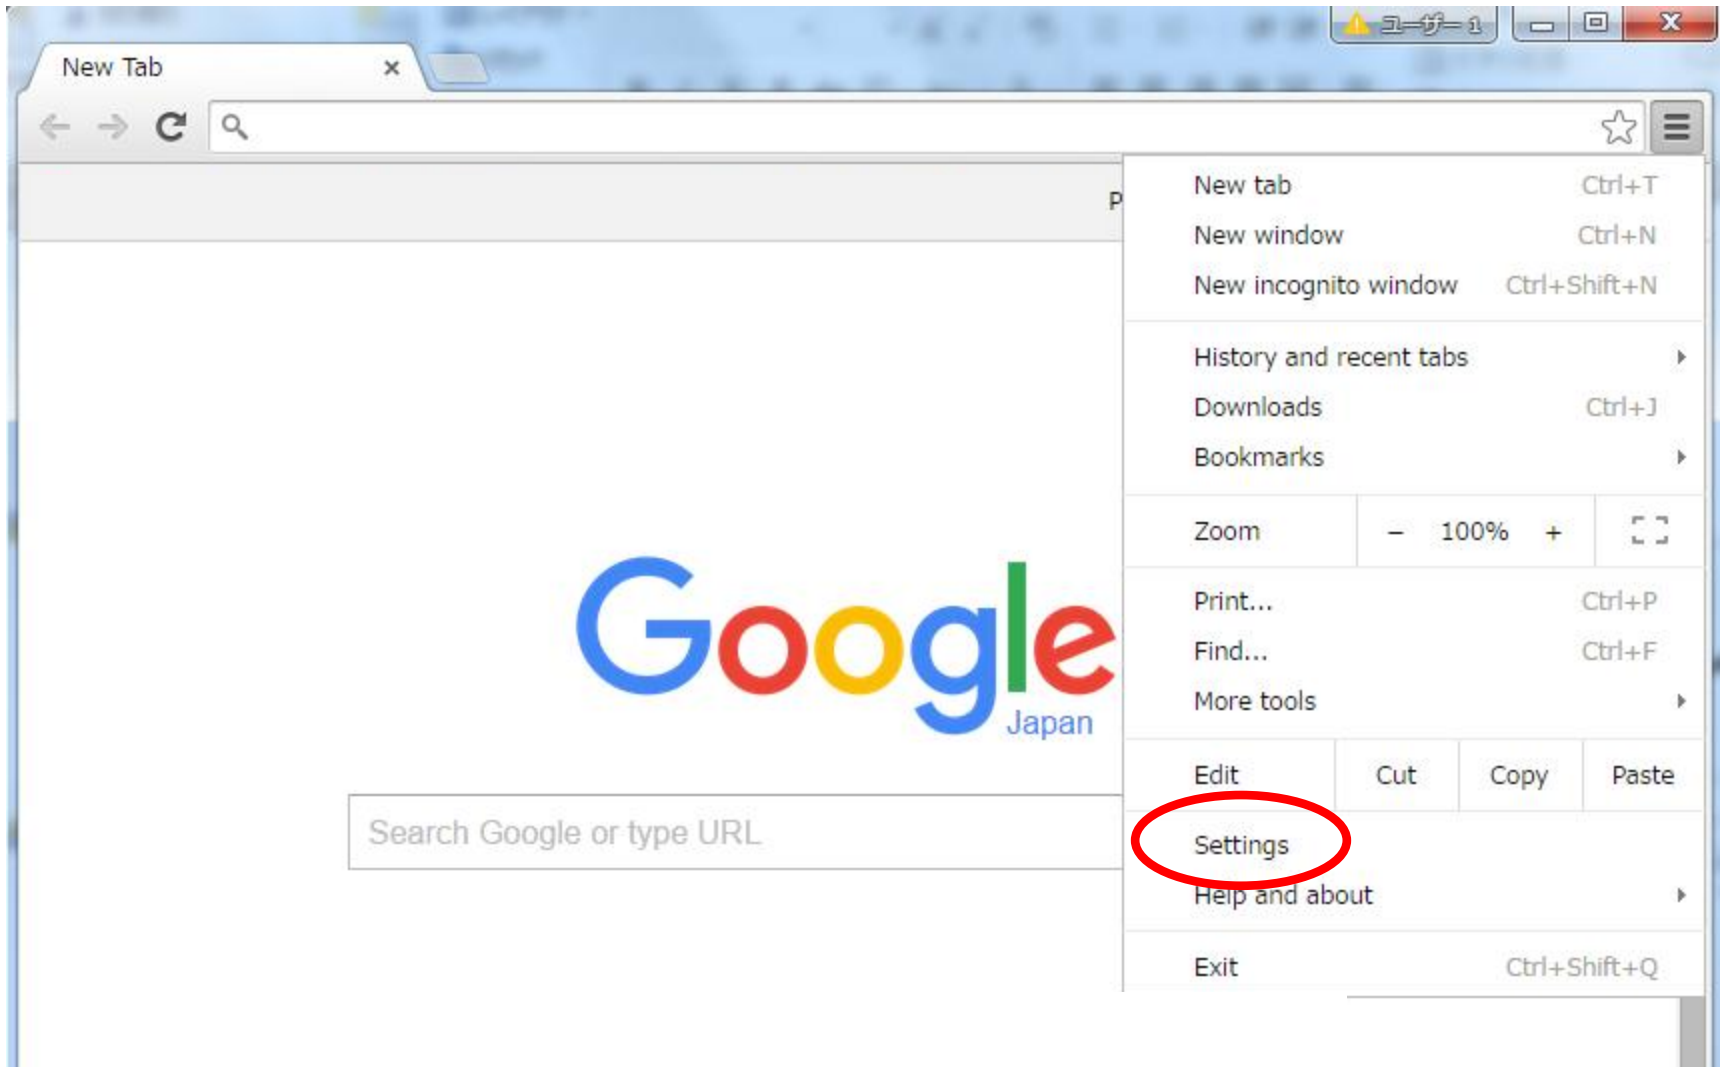 ユーザー 1
New Tab
P
New tab Ctrl+T
New window Ctrl+N
New incognito window Ctrl+Shift+N
History and recent tabs
Downloads Ctrl+J
Bookmarks
Zoom – 100% +
Print... Ctrl+P
Find... Ctrl+F
More tools
Edit Cut Copy Paste
Settings
Help and about
Exit Ctrl+Shift+Q
Google
Japan
Search Google or type URL